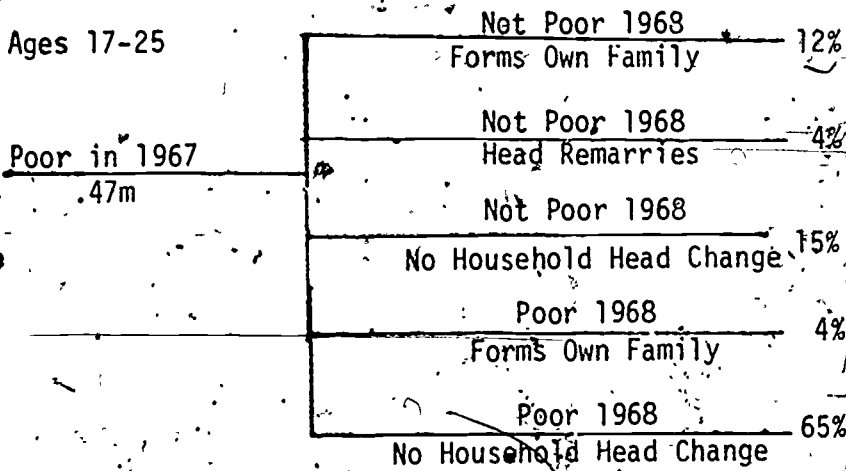 Ages 17-25
Not Poor 1968
Forms Own Family
12%
Not Poor 1968
Head Remarries
4%
Poor in 1967
.47m
Not Poor 1968
No Household Head Change
15%
Poor 1968
Forms Own Family
4%
Poor 1968
No Household Head Change
65%